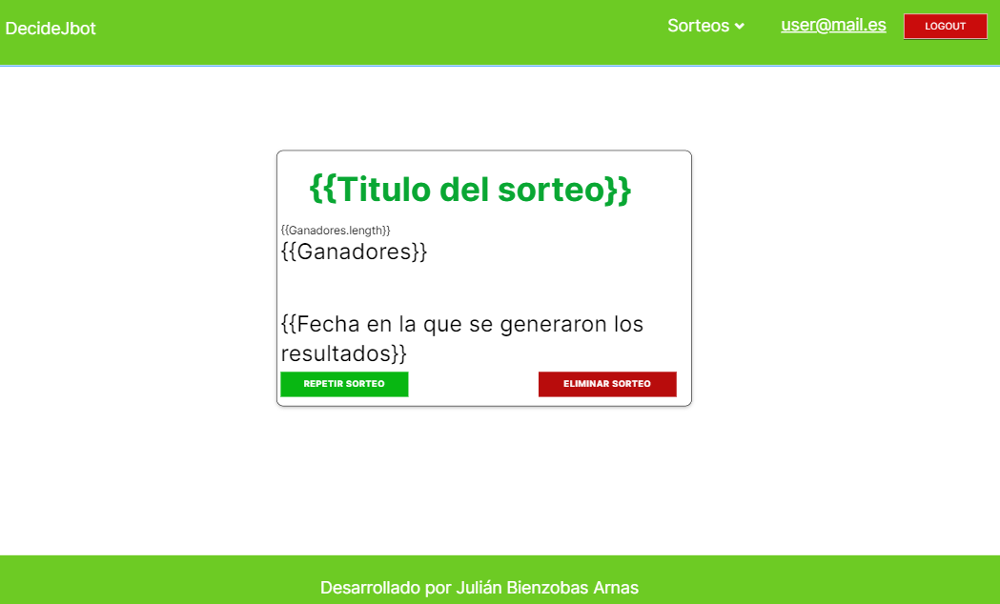 DecideJbot
Sorteos
user@mail.es
LOGOUT
{{Titulo del sorteo}}
{{Ganadores.length}}
{{Ganadores}}
{{Fecha en la que se generaron los
resultados}}
REPETIR SORTEO
ELIMINAR SORTEO
Desarrollado por Julián Bienzobas Arnas